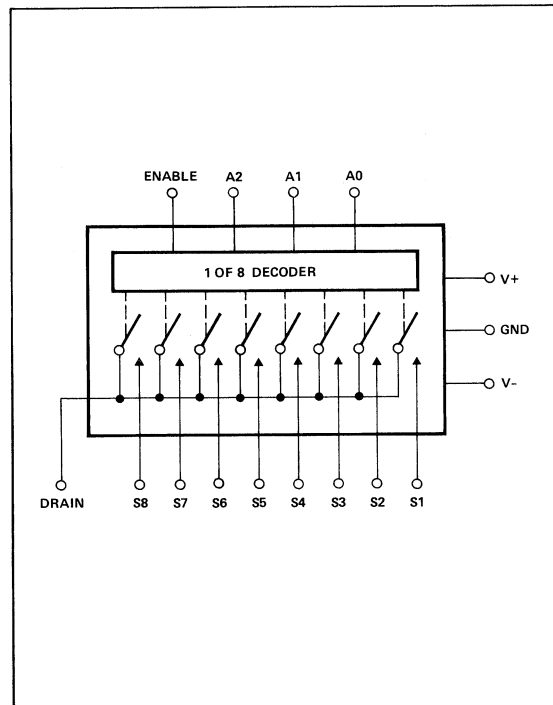 ENABLE A2 A1 A0
1 OF 8 DECODER
V+
GND
V-
DRAIN S8 S7 S6 S5 S4 S3 S2 S1